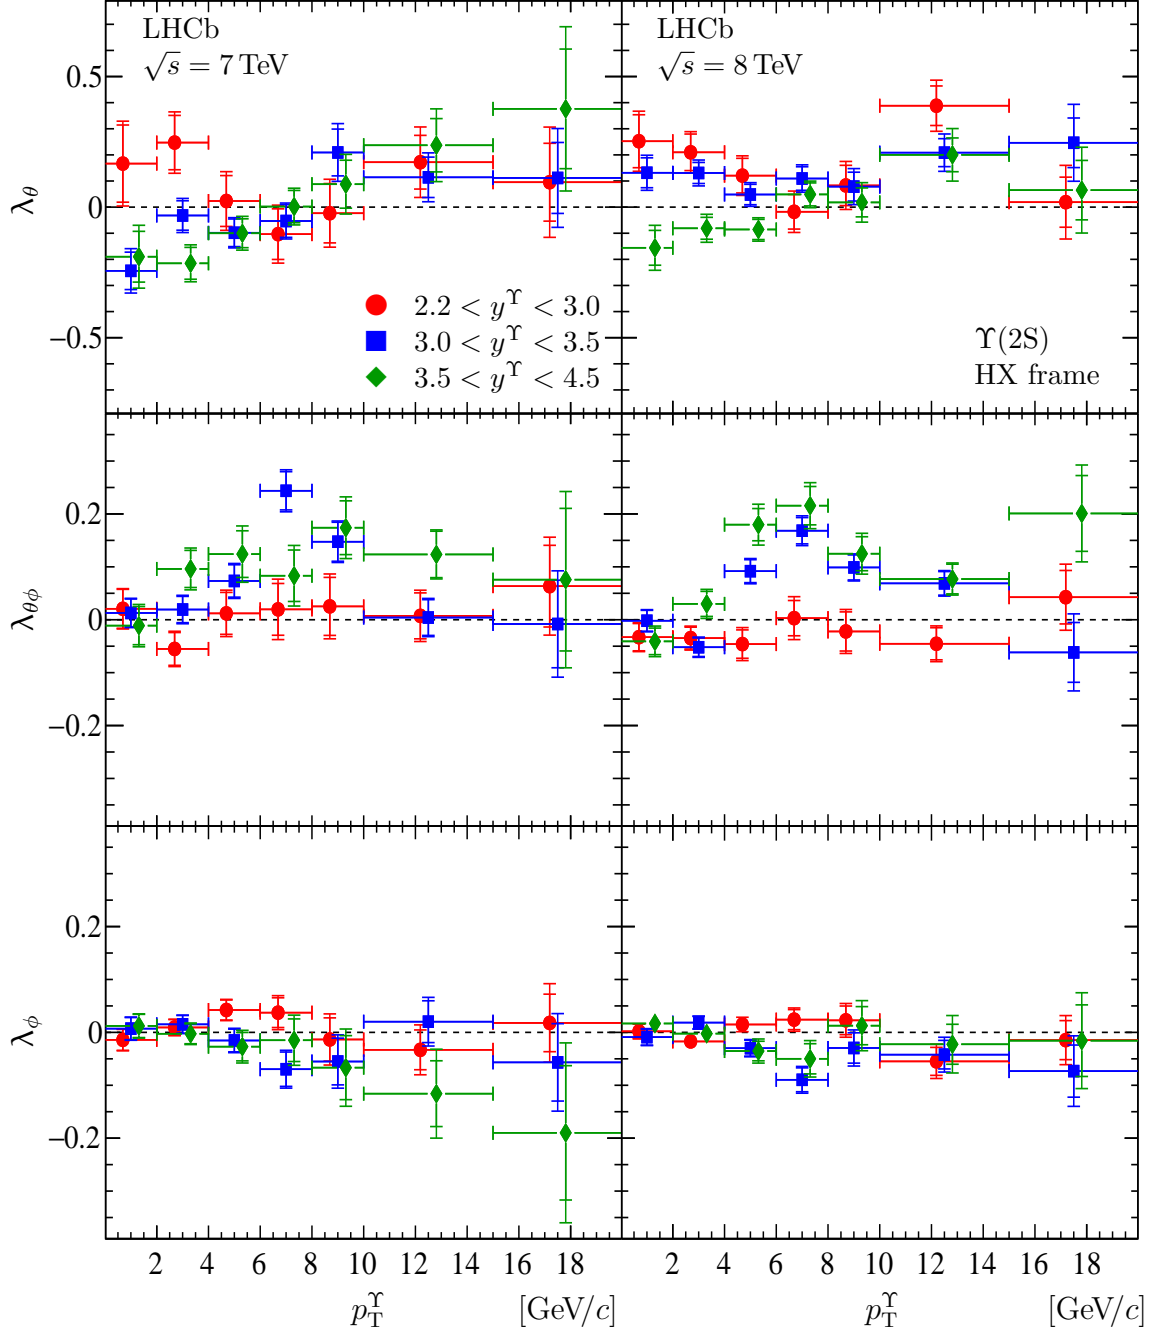 LHCb
√s = 7 TeV
LHCb
√s = 8 TeV
λθ
0.5
0
−0.5
2.2 < y^ϒ < 3.0
3.0 < y^ϒ < 3.5
3.5 < y^ϒ < 4.5
ϒ(2S)
HX frame
λθϕ
0.2
0
−0.2
λϕ
0.2
0
−0.2
2 4 6 8 10 12 14 16 18
2 4 6 8 10 12 14 16 18
p_T^ϒ [GeV/c]
p_T^ϒ [GeV/c]